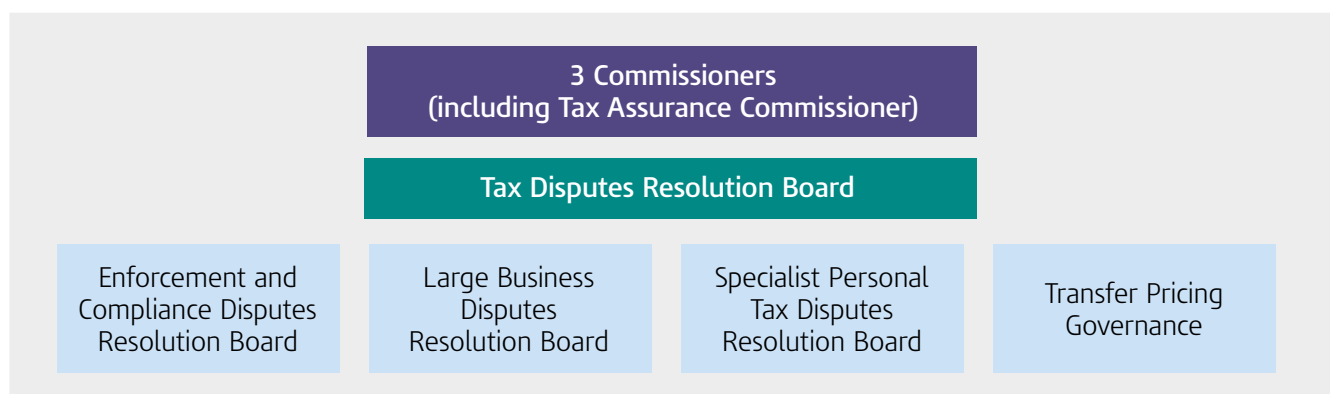 3 Commissioners
(including Tax Assurance Commissioner)
Tax Disputes Resolution Board
Enforcement and
Compliance Disputes
Resolution Board
Large Business
Disputes
Resolution Board
Specialist Personal
Tax Disputes
Resolution Board
Transfer Pricing
Governance